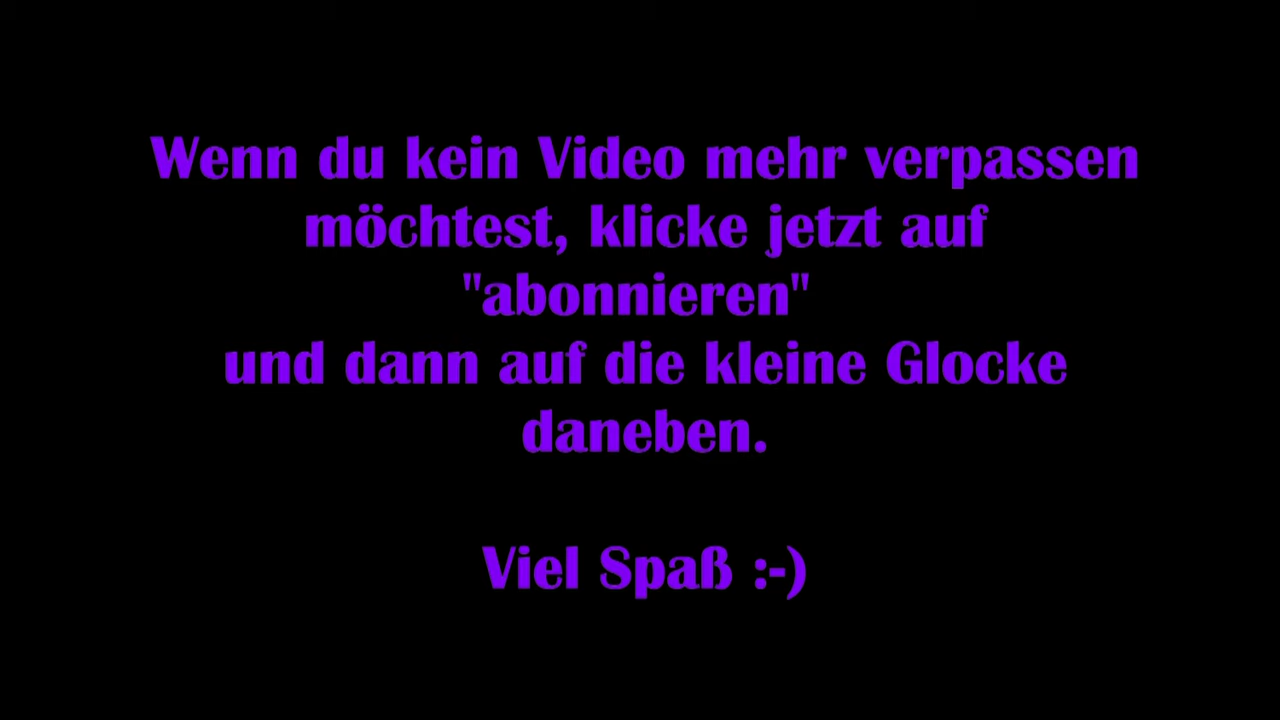 Wenn du kein Video mehr verpassen
möchtest, klicke jetzt auf
"abonnieren"
und dann auf die kleine Glocke
daneben.
Viel Spaß :-)